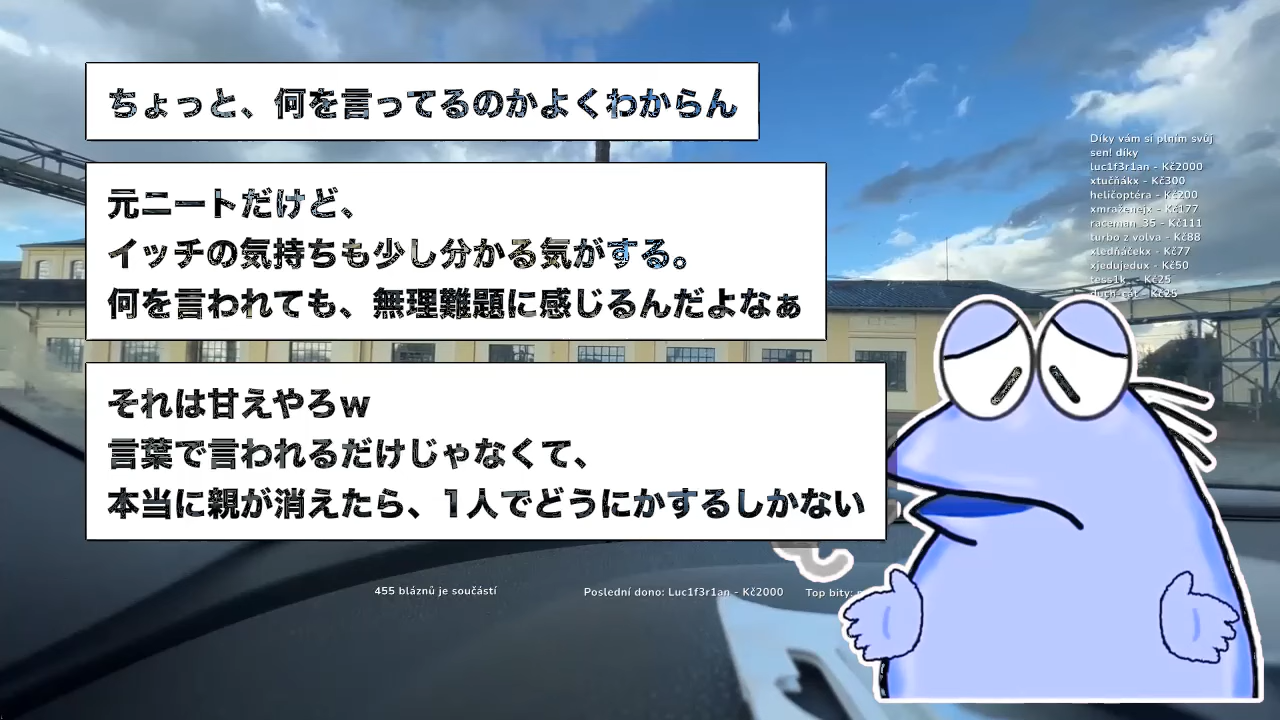 ちょっと、何を言ってるのかよくわからん
元ニートだけど、
イッチの気持ちも少し分かる気がする。
何を言われても、無理難題に感じるんだよなぁ
それは甘えやろｗ
言葉で言われるだけじゃなくて、
本当に親が消えたら、1人でどうにかするしかない
Díky vám si plním svůj
sen! díky
luc1f3r1an - Kč2000
xtučňákx - Kč300
heličoptéra - Kč200
xmraženejx - Kč177
raceman_35 - Kč111
turbo z volva - Kč88
xledňáčekx - Kč77
xjedujedux - Kč50
tess1k - Kč25
duch_cat - Kč25
455 bláznů je součástí
Poslední dono: Luc1f3r1an - Kč2000
Top bity: